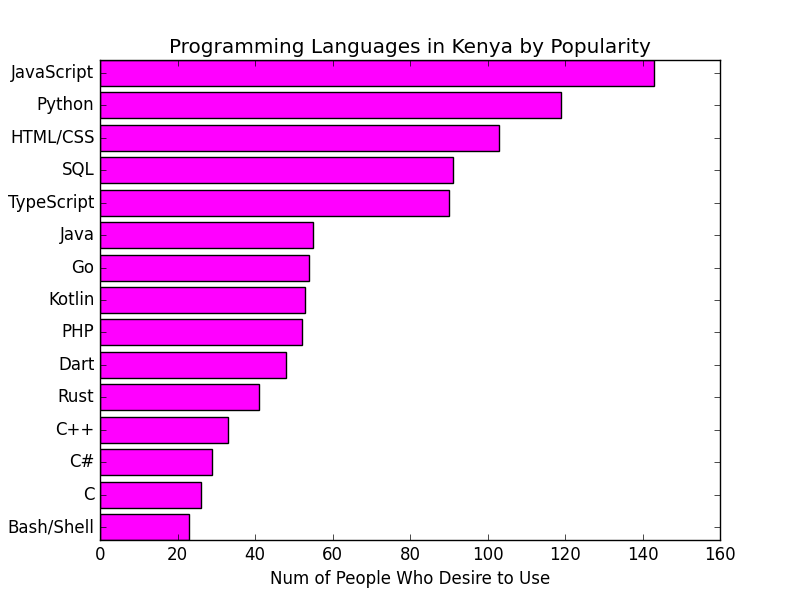 Programming Languages in Kenya by Popularity
JavaScript
Python
HTML/CSS
SQL
TypeScript
Java
Go
Kotlin
PHP
Dart
Rust
C++
C#
C
Bash/Shell
0 20 40 60 80 100 120 140 160
Num of People Who Desire to Use